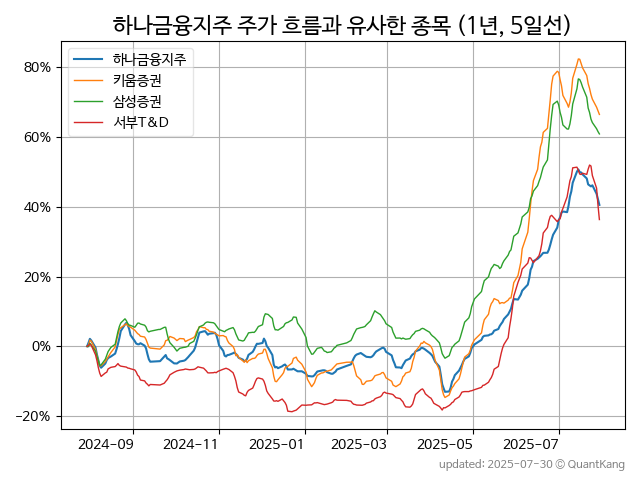 하나금융지주 주가 흐름과 유사한 종목 (1년, 5일선)
하나금융지주
키움증권
삼성증권
서부T&D
80%
60%
40%
20%
0%
−20%
2024-09 2024-11 2025-01 2025-03 2025-05 2025-07
updated: 2025-07-30 © QuantKang